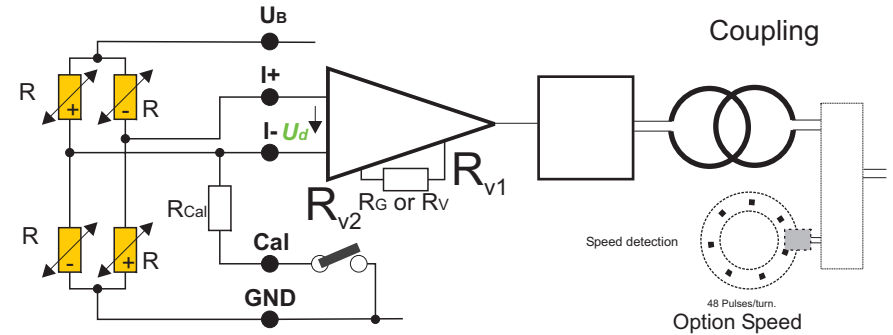 UB
Coupling
I+
R
+
-
R
I-
Ud
RCal
Rv2
RG or RV
Rv1
R
-
+
R
Cal
Speed detection
GND
48 Pulses/turn.
Option Speed